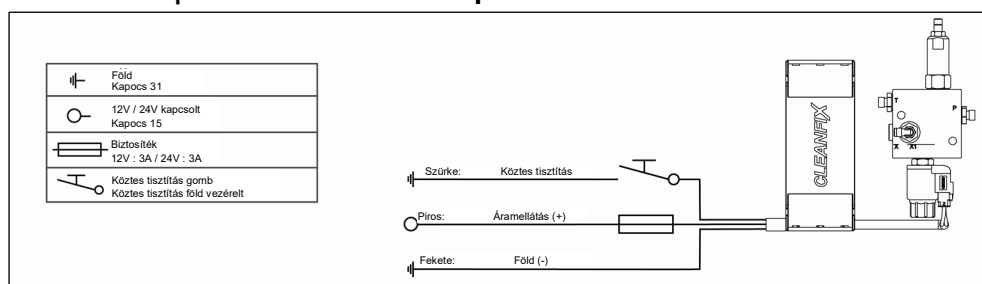 Föld
Kapocs 31
12V / 24V kapcsolt
Kapocs 15
Biztosíték
12V : 3A / 24V : 3A
Köztes tisztítás gomb
Köztes tisztítás föld vezérelt
Szürke: Köztes tisztítás
Piros: Áramellátás (+)
Fekete: Föld (-)
CLEANFIX
T
P
X X1